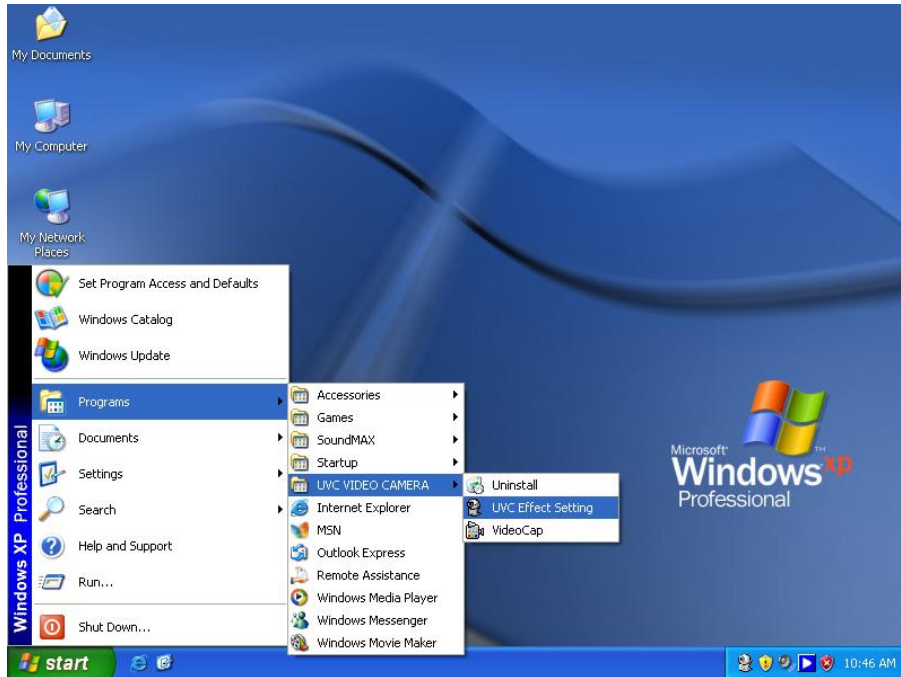 My Documents
My Computer
My Network
Places
Set Program Access and Defaults
Windows Catalog
Windows Update
Programs
Documents
Settings
Search
Help and Support
Run...
Shut Down...
Windows XP Professional
Accessories
Games
SoundMAX
Startup
UVC VIDEO CAMERA
Internet Explorer
MSN
Outlook Express
Remote Assistance
Windows Media Player
Windows Messenger
Windows Movie Maker
Uninstall
UVC Effect Setting
VideoCap
Microsoft
TM
Windows xp
Professional
start
10:46 AM